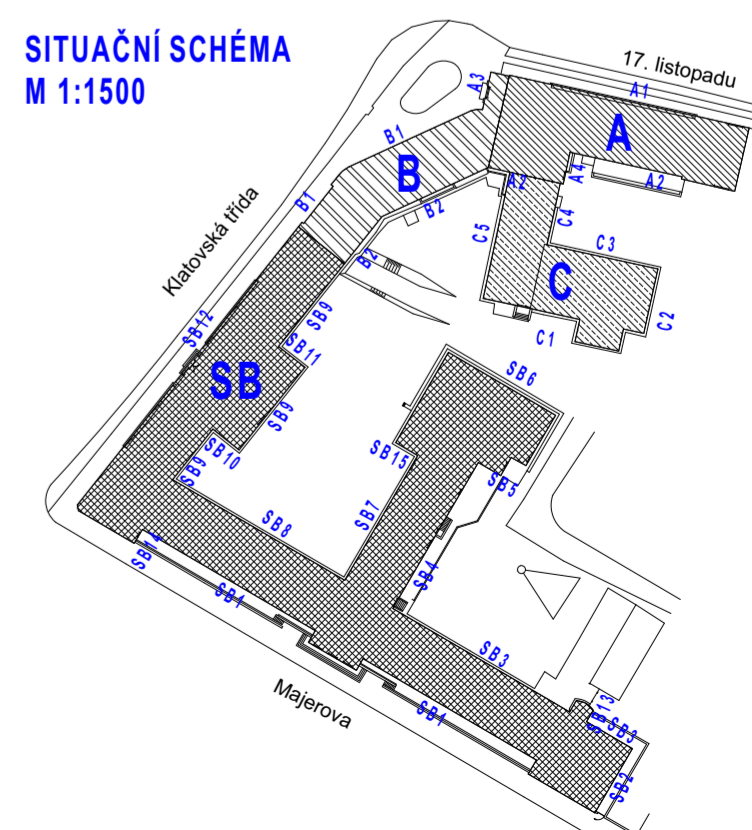 SITUAČNÍ SCHÉMA
M 1:1500
17. listopadu
A1
A3
A
B1
B
A4
A2
A2
B2
B1
C4
C5
C3
Klatovská třída
B2
C
SB9
C2
C1
SB12
SB11
SB6
SB
SB9
SB10
SB15
SB9
SB5
SB7
SB8
SB14
SB4
SB1
SB3
Majerova
SB13
SB1
SB3
SB2